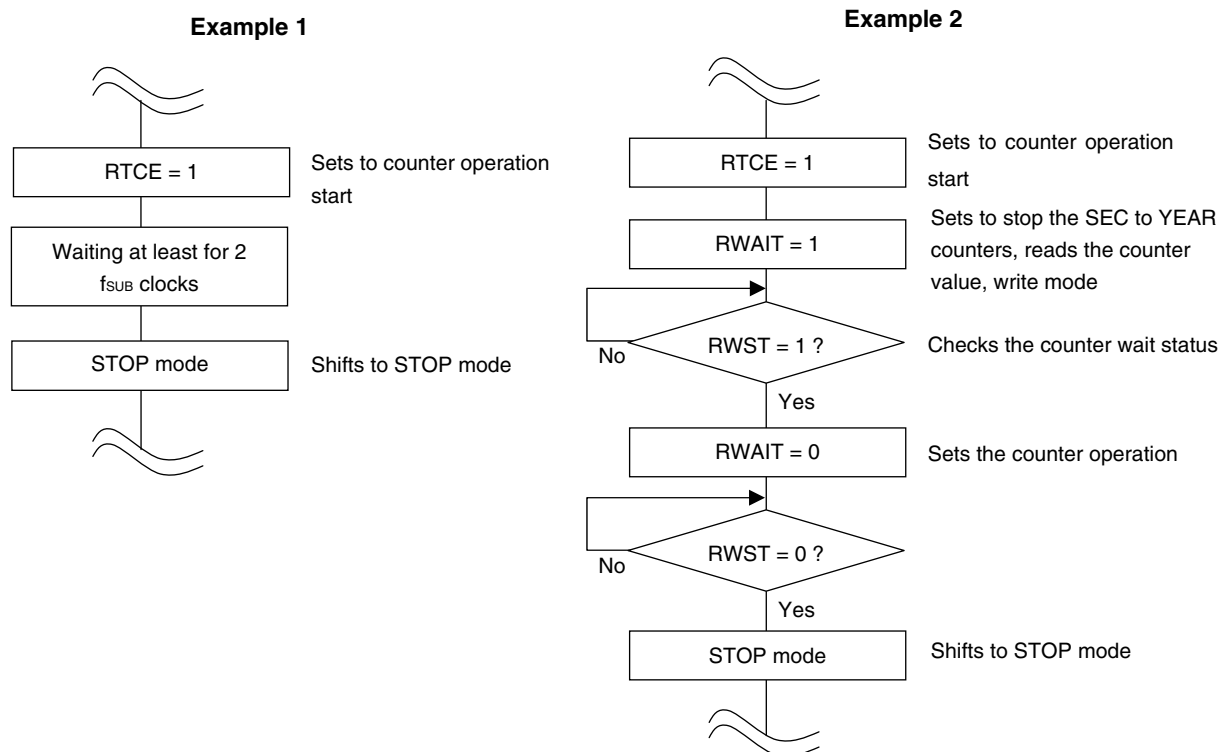 Example 1
RTCE = 1
Sets to counter operation
start
Waiting at least for 2
fSUB clocks
STOP mode
Shifts to STOP mode
Example 2
RTCE = 1
Sets to counter operation
start
RWAIT = 1
Sets to stop the SEC to YEAR
counters, reads the counter
value, write mode
No
RWST = 1 ?
Checks the counter wait status
Yes
RWAIT = 0
Sets the counter operation
No
RWST = 0 ?
Yes
STOP mode
Shifts to STOP mode